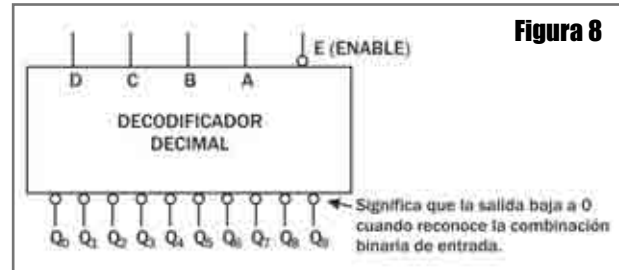 Figura 8
E (ENABLE)
D C B A
DECODIFICADOR
DECIMAL
Significa que la salida baja a 0
cuando reconoce la combinación
binaria de entrada.
Q0 Q1 Q2 Q3 Q4 Q5 Q6 Q7 Q8 Q9